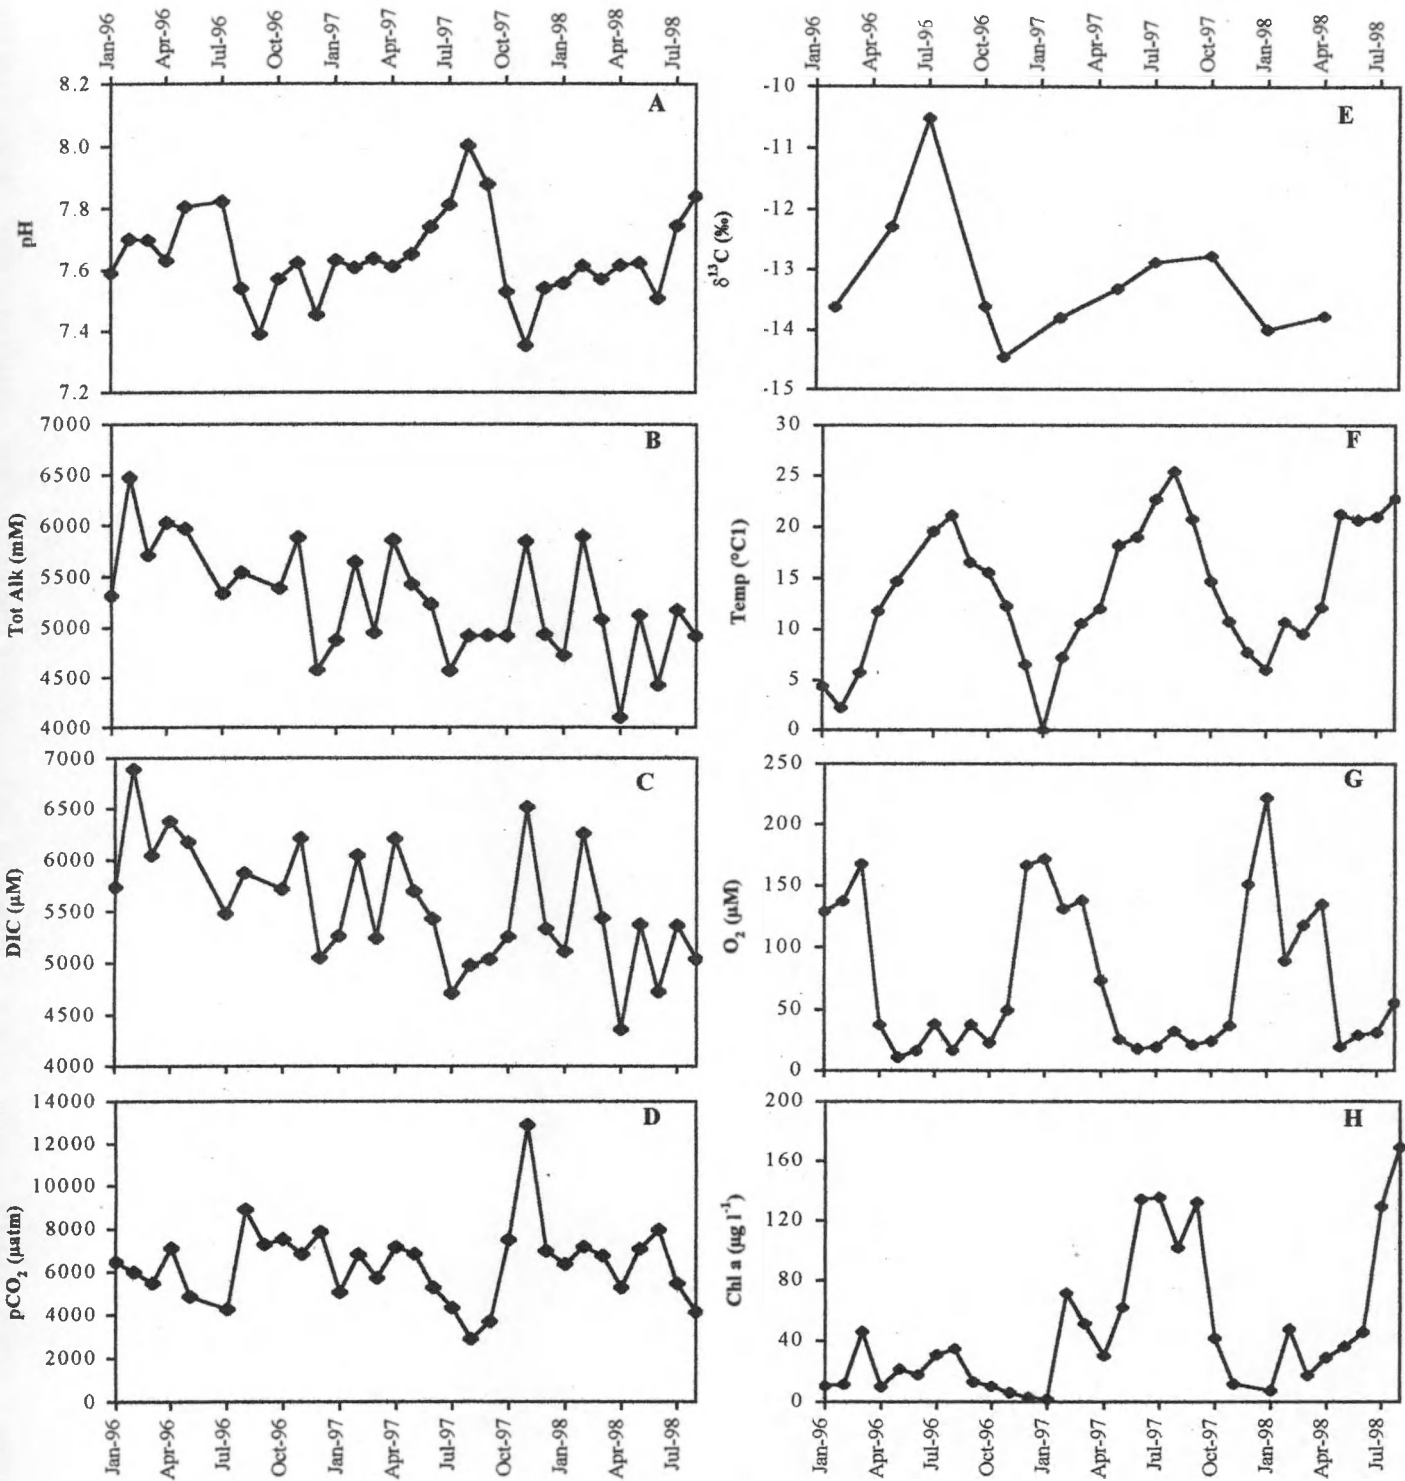 Jan-96
Apr-96
Jul-96
Oct-96
Jan-97
Apr-97
Jul-97
Oct-97
Jan-98
Apr-98
Jul-98
A
pH
8.2
8.0
7.8
7.6
7.4
7.2
B
Tot Alk (mM)
7000
6500
6000
5500
5000
4500
4000
C
DIC (µM)
7000
6500
6000
5500
5000
4500
4000
D
pCO2 (µatm)
14000
12000
10000
8000
6000
4000
2000
0
Jan-96
Apr-96
Jul-96
Oct-96
Jan-97
Apr-97
Jul-97
Oct-97
Jan-98
Apr-98
Jul-98
Jan-96
Apr-96
Jul-96
Oct-96
Jan-97
Apr-97
Jul-97
Oct-97
Jan-98
Apr-98
Jul-98
E
δ13C (‰)
-10
-11
-12
-13
-14
-15
F
Temp (°C1)
30
25
20
15
10
5
0
G
O2 (µM)
250
200
150
100
50
0
H
Chl a (µg l-1)
200
160
120
80
40
0
Jan-96
Apr-96
Jul-96
Oct-96
Jan-97
Apr-97
Jul-97
Oct-97
Jan-98
Apr-98
Jul-98